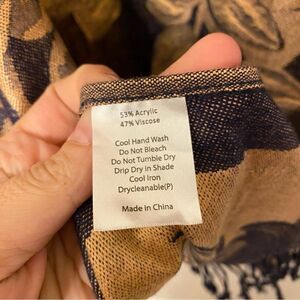 53% Acrylic
47% Viscose
Cool Hand Wash
Do Not Bleach
Do Not Tumble Dry
Drip Dry in Shade
Cool Iron
Drycleanable(P)
Made in China